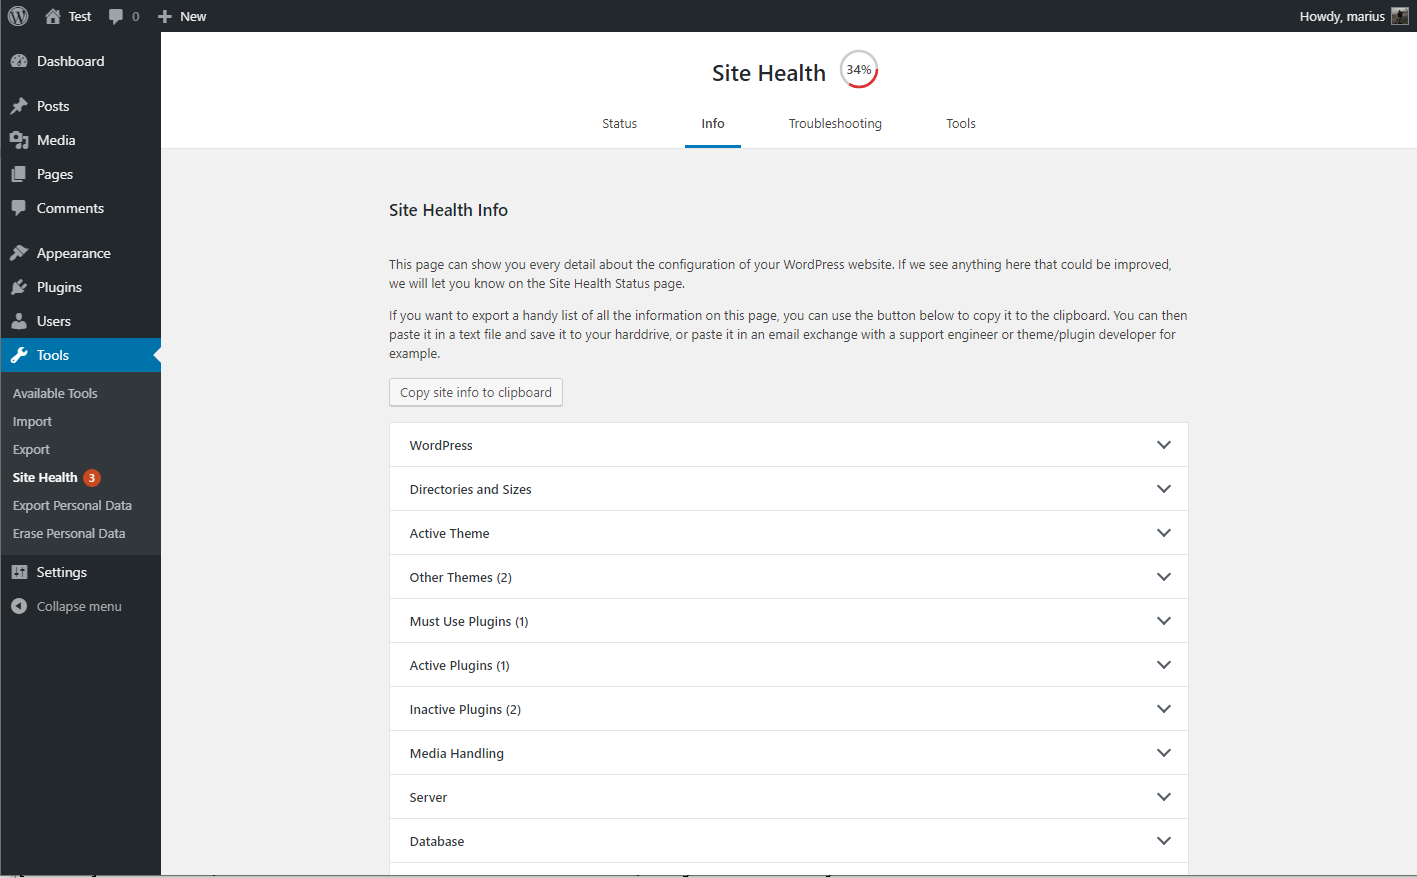 Test
0
New
Howdy, marius
Dashboard
Posts
Media
Pages
Comments
Appearance
Plugins
Users
Tools
Available Tools
Import
Export
Site Health 3
Export Personal Data
Erase Personal Data
Settings
Collapse menu
Site Health 34%
Status
Info
Troubleshooting
Tools
Site Health Info
This page can show you every detail about the configuration of your WordPress website. If we see anything here that could be improved,
we will let you know on the Site Health Status page.
If you want to export a handy list of all the information on this page, you can use the button below to copy it to the clipboard. You can then
paste it in a text file and save it to your harddrive, or paste it in an email exchange with a support engineer or theme/plugin developer for
example.
Copy site info to clipboard
WordPress
Directories and Sizes
Active Theme
Other Themes (2)
Must Use Plugins (1)
Active Plugins (1)
Inactive Plugins (2)
Media Handling
Server
Database